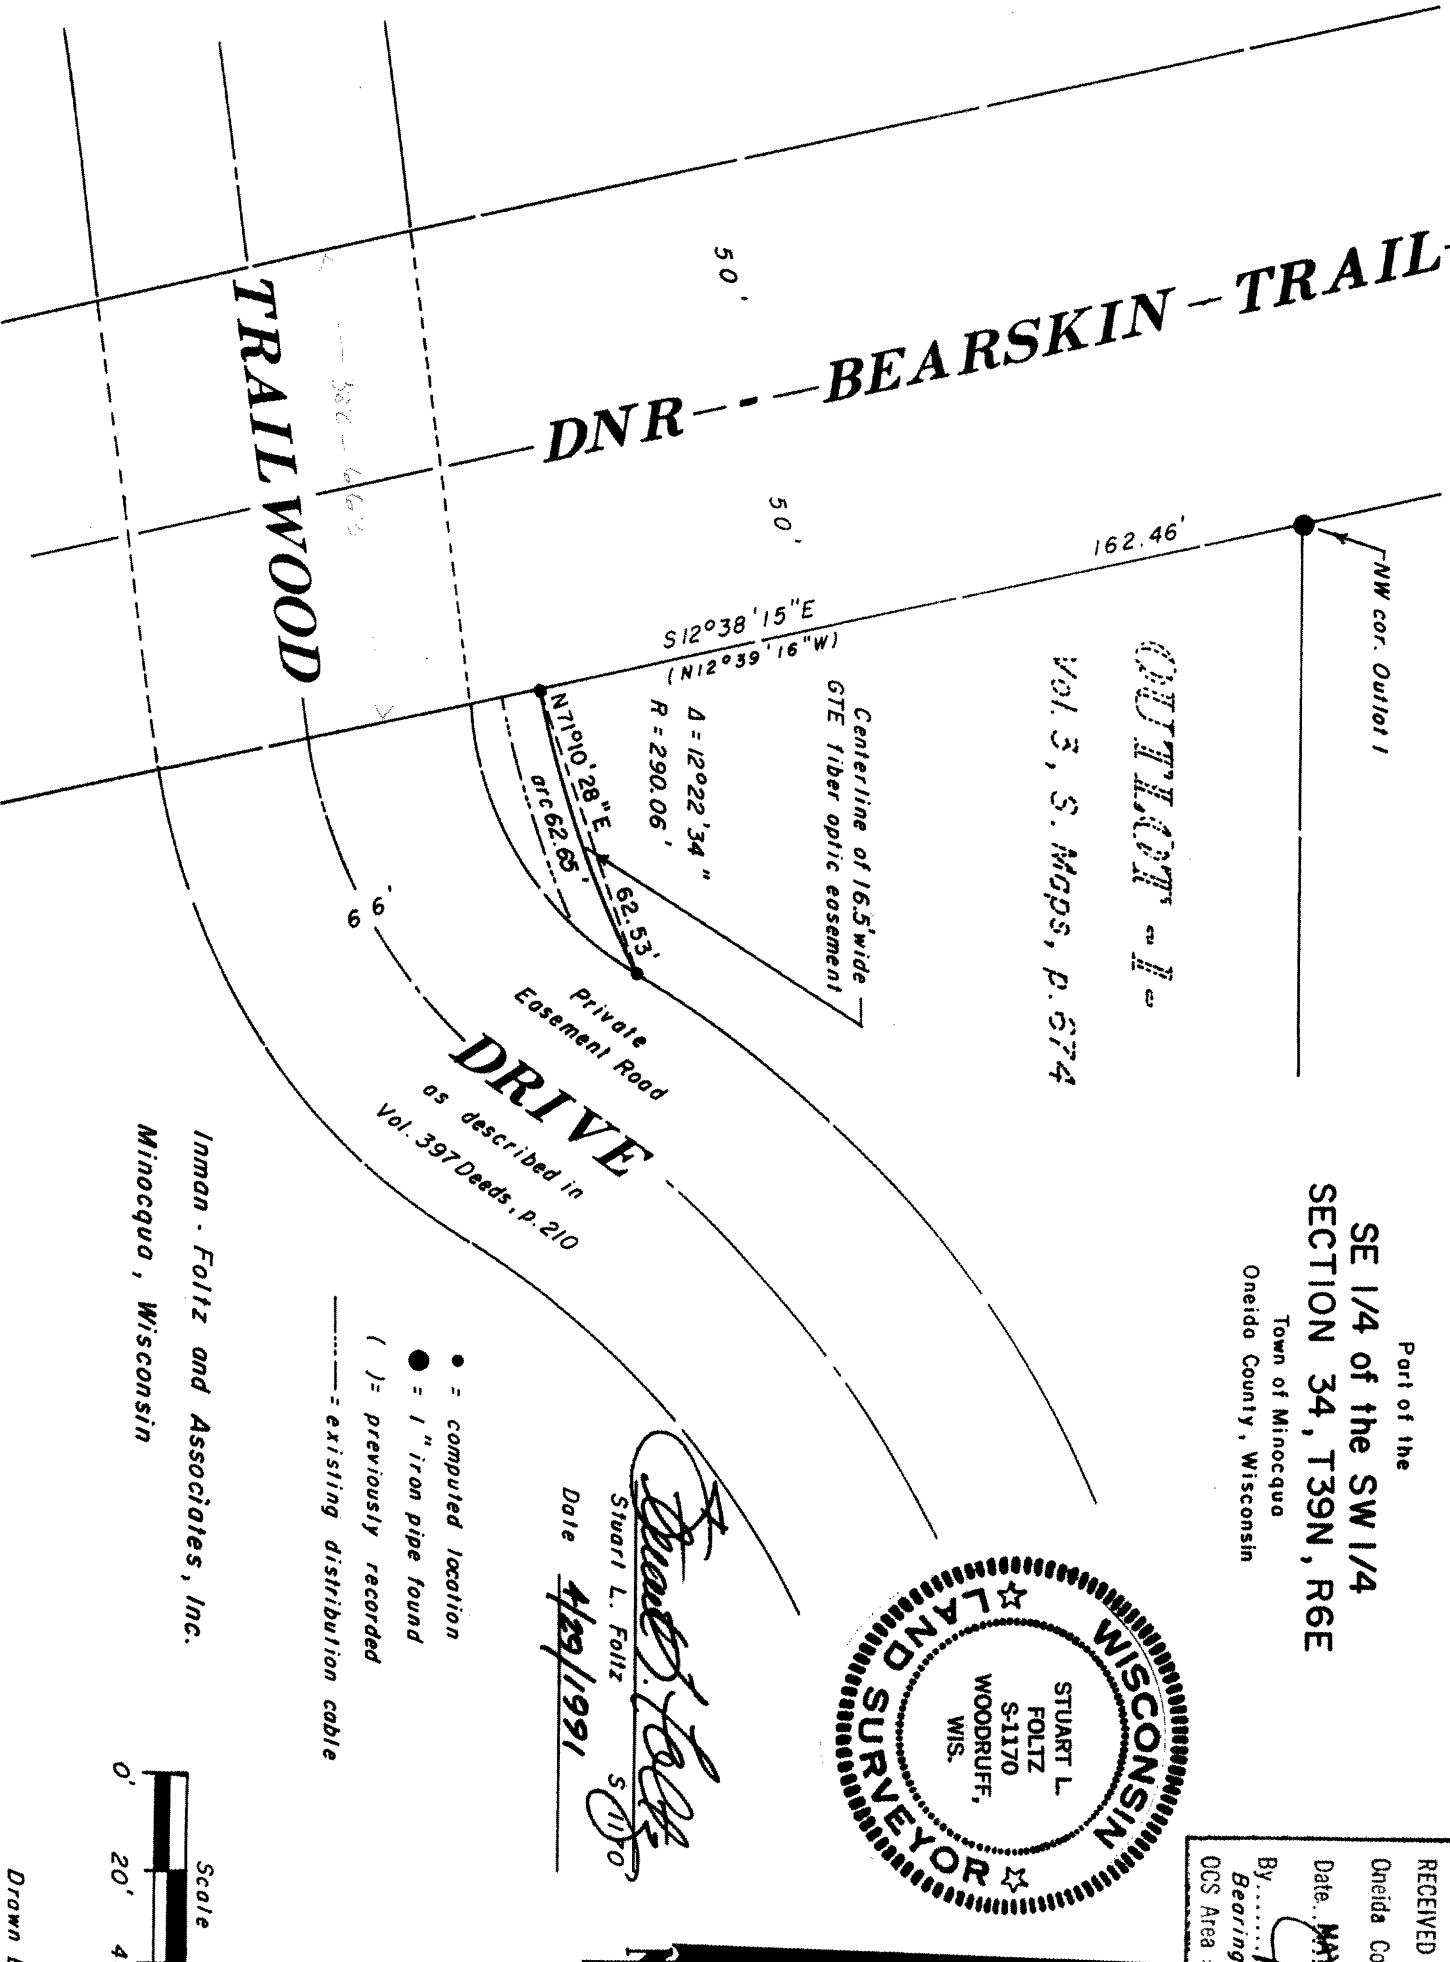 Part of the
SE 1/4 of the SW 1/4
SECTION 34, T39N, R6E
Town of Minocqua
Oneida County, Wisconsin
NW cor. Outlot 1
OUTLOT -1-
Vol. 3, S. Maps, p. 674
162.46'
DNR - BEARSKIN - TRAIL
50'
50'
S12°38'15"E
(N12°39'16"W)
Centerline of 16.5' wide
GTE fiber optic easement
Δ = 12°22'34"
R = 290.06'
N71°10'28"E 62.53'
arc 62.65'
TRAILWOOD
DRIVE
66'
Private
Easement Road
as described in
Vol. 397 Deeds, p. 210
• = computed location
● = 1" iron pipe found
( ) = previously recorded
= existing distribution cable
Inman - Foltz and Associates, Inc.
Minocqua, Wisconsin
Stuart L. Foltz
Stuart L. Foltz S 1170
Date 4/29/1991
WISCONSIN
LAND SURVEYOR
STUART L.
FOLTZ
S-1170
WOODRUFF,
WIS.
RECEIVED
Oneida Co
Date MAY
By
Bearing
OCS Area
Scale
0' 20' 4
Drawn